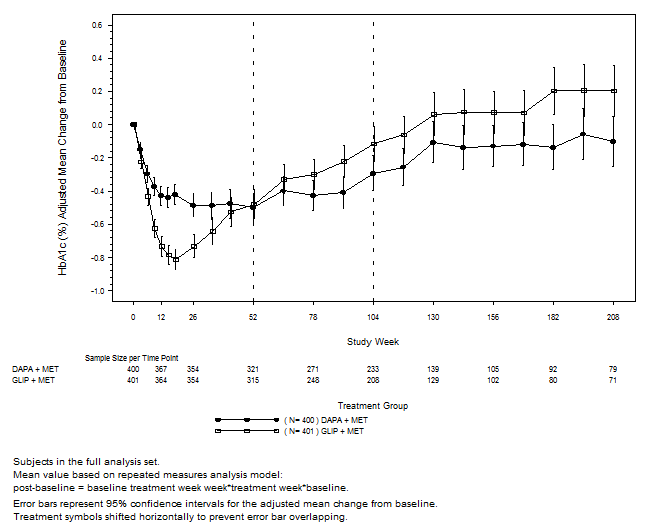 0.6
0.4
0.2
0.0
-0.2
-0.4
-0.6
-0.8
-1.0
HbA1c (%) Adjusted Mean Change from Baseline
0 12 26 52 78 104 130 156 182 208
Study Week
Sample Size per Time Point
DAPA + MET 400 367 354 321 271 233 139 105 92 79
GLIP + MET 401 364 354 315 248 208 129 102 80 71
Treatment Group
( N= 400 ) DAPA + MET
( N= 401 ) GLIP + MET
Subjects in the full analysis set.
Mean value based on repeated measures analysis model:
post-baseline = baseline treatment week week*treatment week*baseline.
Error bars represent 95% confidence intervals for the adjusted mean change from baseline.
Treatment symbols shifted horizontally to prevent error bar overlapping.